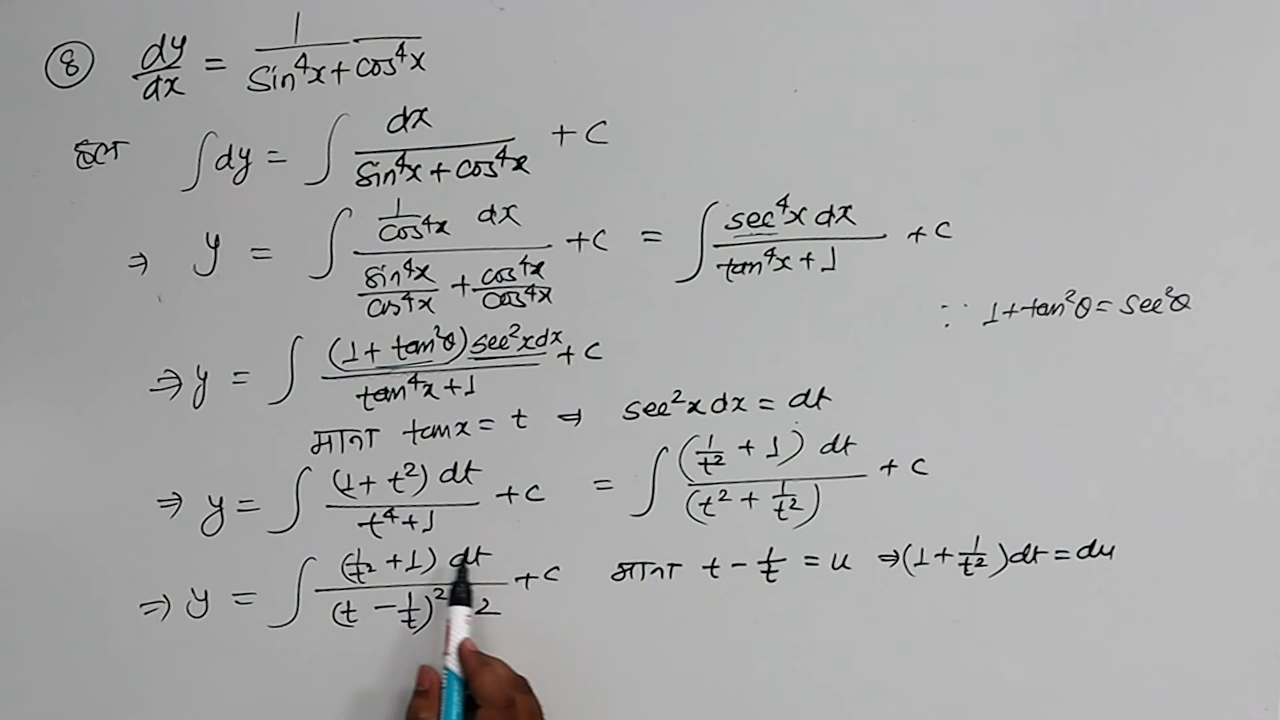 ⑧ dy/dx = 1/(Sin⁴x + cos⁴x)
हल ∫dy = ∫ dx/(Sin⁴x + cos⁴x) + C
⇒ y = ∫ (1/cos⁴x dx)/(sin⁴x/cos⁴x + cos⁴x/cos⁴x) + C = ∫ sec⁴x dx/(tan⁴x + 1) + C
∵ 1 + tan²θ = sec²θ
⇒ y = ∫ (1 + tan²θ) sec²x dx/(tan⁴x + 1) + C
माना tanx = t ⇒ sec²x dx = dt
⇒ y = ∫ (1 + t²) dt/(t⁴ + 1) + C = ∫ (1/t² + 1) dt/(t² + 1/t²) + C
⇒ y = ∫ (1/t² + 1) dt/((t − 1/t)² 2) + C माना t − 1/t = u ⇒ (1 + 1/t²) dt = du